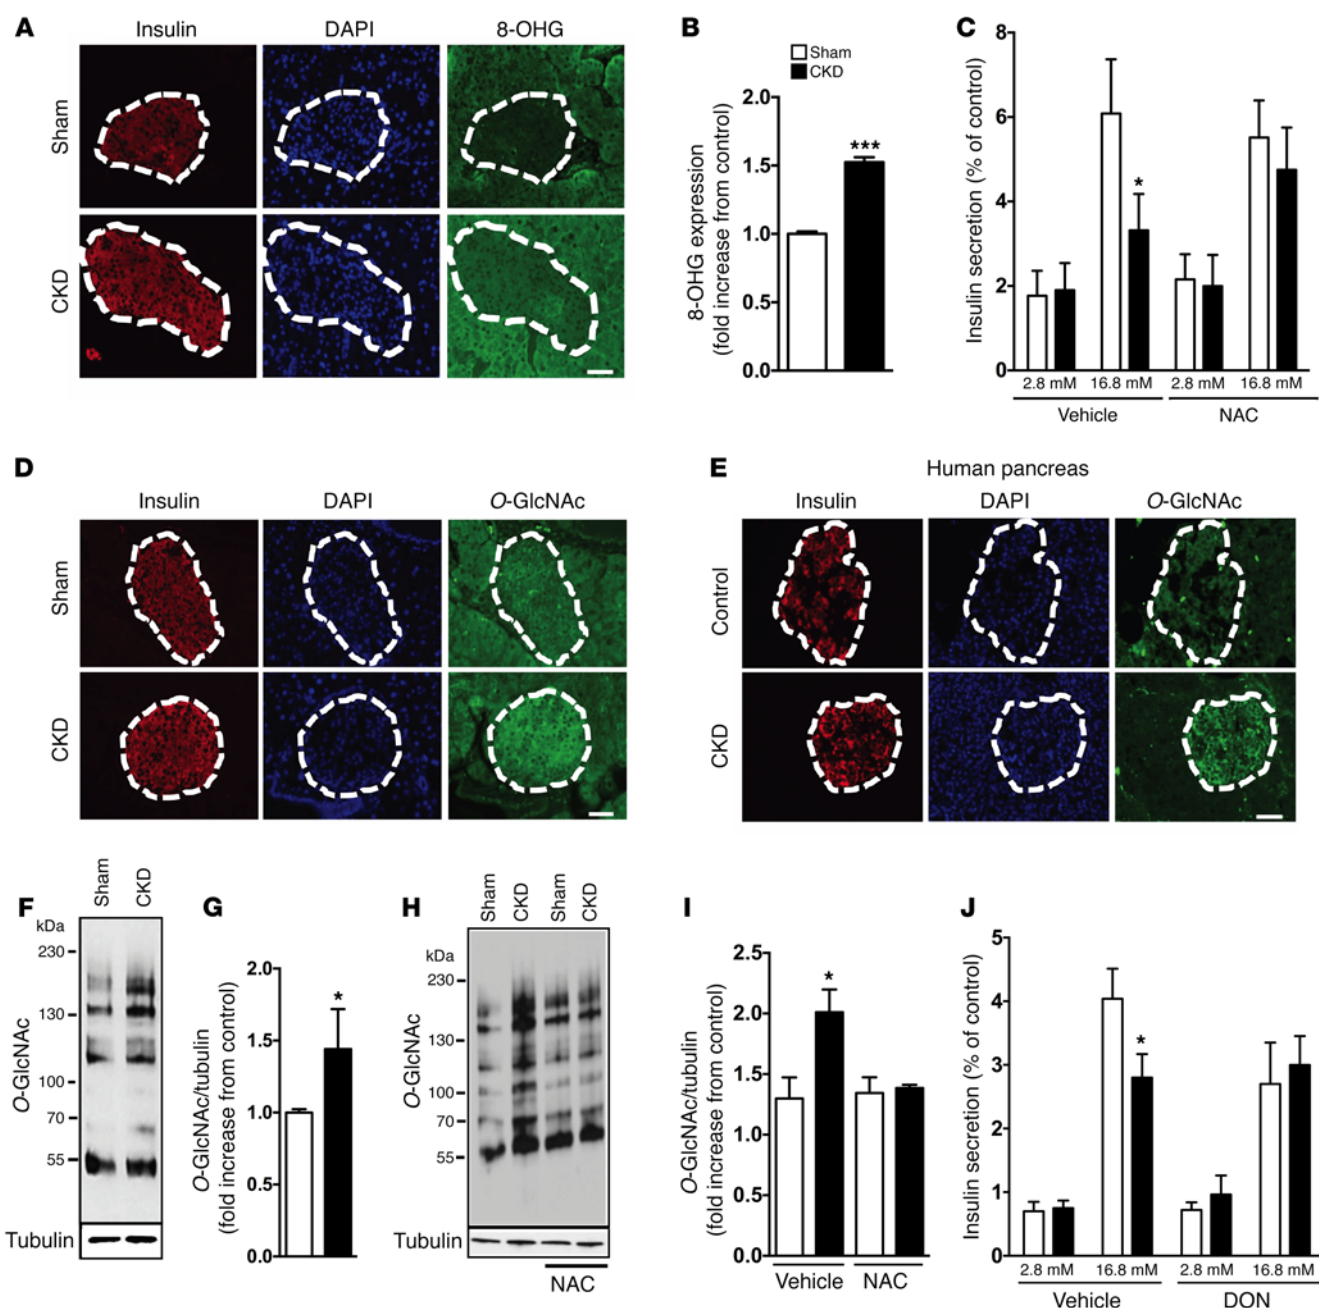 A
Insulin
DAPI
8-OHG
Sham
CKD
B
Sham
CKD
8-OHG expression
(fold increase from control)
2.0
1.5
1.0
0.5
0.0
***
C
Insulin secretion (% of control)
8
6
4
2
0
*
2.8 mM 16.8 mM 2.8 mM 16.8 mM
Vehicle NAC
D
Insulin
DAPI
O-GlcNAc
Sham
CKD
E
Human pancreas
Insulin
DAPI
O-GlcNAc
Control
CKD
F
Sham
CKD
kDa
230
130
100
70
55
O-GlcNAc
Tubulin
G
O-GlcNAc/tubulin
(fold increase from control)
2.0
1.5
1.0
0.5
0.0
*
H
Sham
CKD
Sham
CKD
kDa
230
130
100
70
55
O-GlcNAc
Tubulin
NAC
I
O-GlcNAc/tubulin
(fold increase from control)
2.5
2.0
1.5
1.0
0.5
0.0
*
Vehicle NAC
J
Insulin secretion (% of control)
5
4
3
2
1
0
*
2.8 mM 16.8 mM 2.8 mM 16.8 mM
Vehicle DON